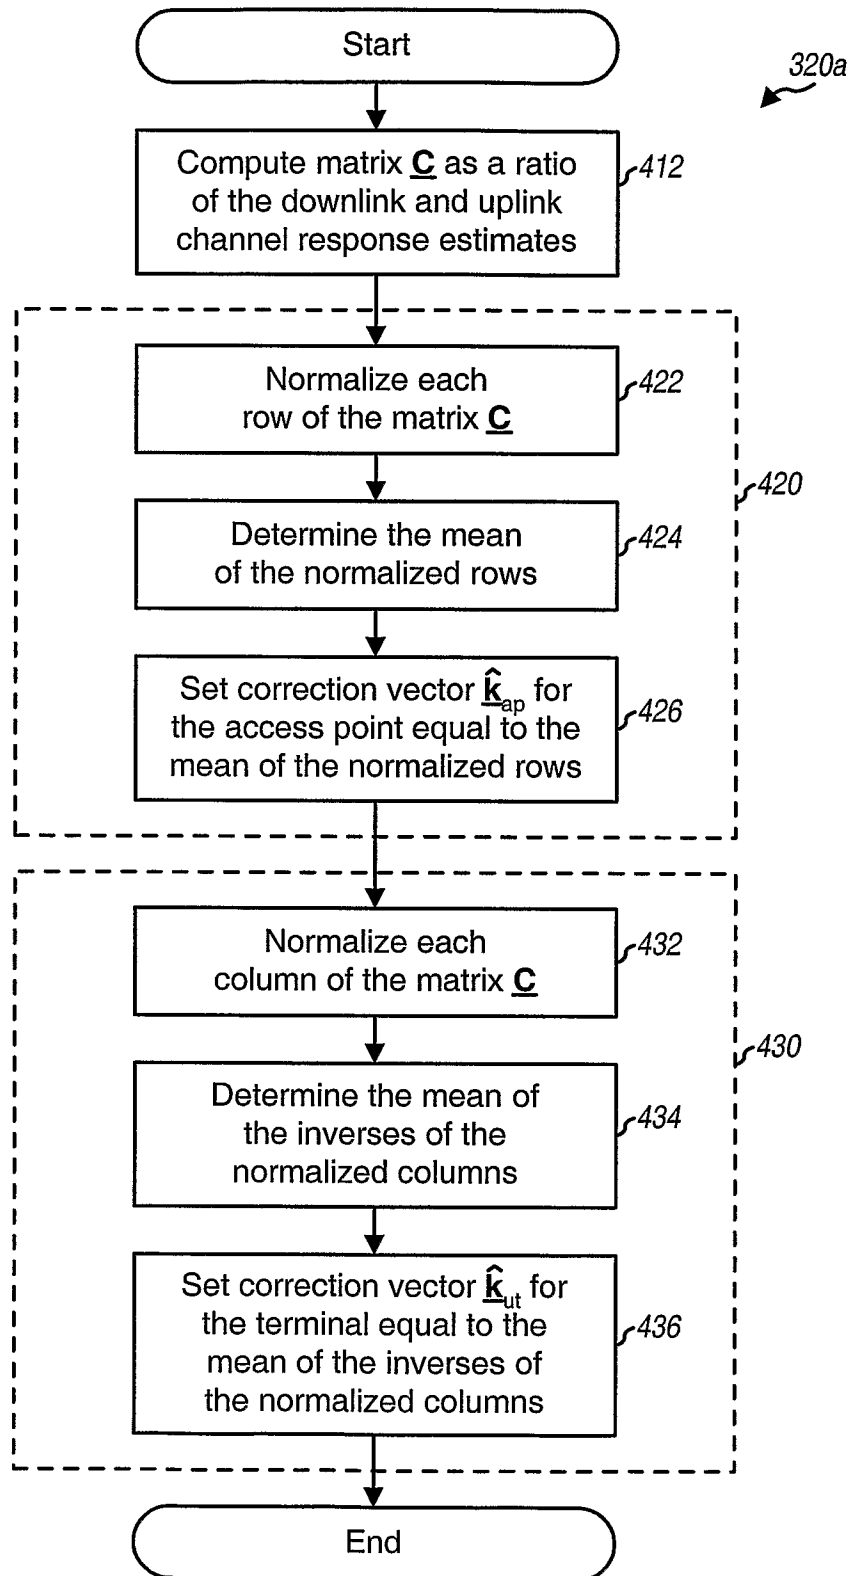 Start
320a
Compute matrix C as a ratio
of the downlink and uplink
channel response estimates
412
Normalize each
row of the matrix C
422
420
Determine the mean
of the normalized rows
424
Set correction vector k̂ap for
the access point equal to the
mean of the normalized rows
426
Normalize each
column of the matrix C
432
430
Determine the mean of
the inverses of the
normalized columns
434
Set correction vector k̂ut for
the terminal equal to the
mean of the inverses of
the normalized columns
436
End